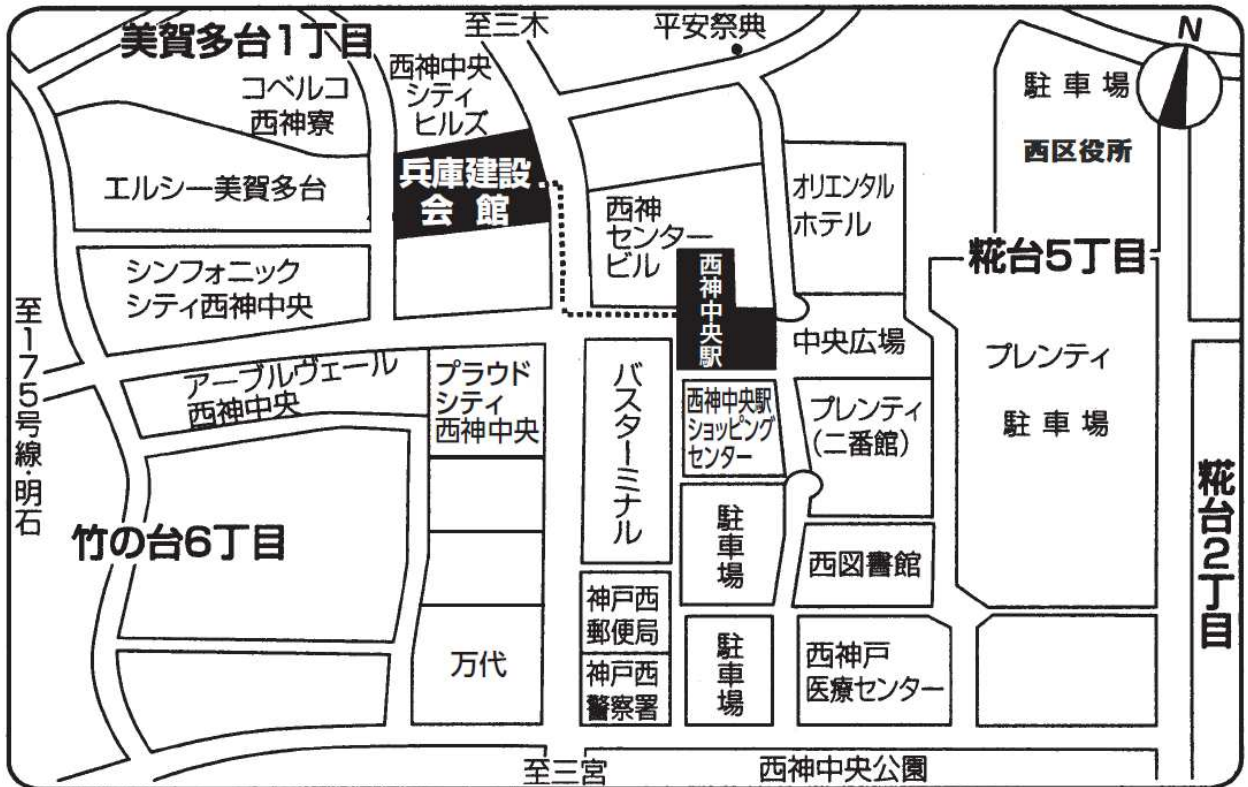 美賀多台1丁目
至三木
平安祭典
N
コベルコ
西神寮
西神中央
シティ
ヒルズ
駐車場
西区役所
エルシー美賀多台
兵庫建設
会館
西神
センター
ビル
オリエンタル
ホテル
糀台5丁目
シンフォニック
シティ西神中央
西神中央駅
至175号線・明石
中央広場
プレンティ
駐車場
アーブルヴェール
西神中央
プラウド
シティ
西神中央
バスターミナル
西神中央駅
ショッピング
センター
プレンティ
(二番館)
糀台2丁目
竹の台6丁目
駐車場
西図書館
神戸西
郵便局
万代
神戸西
警察署
駐車場
西神戸
医療センター
至三宮
西神中央公園